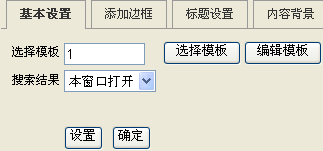 基本设置 添加边框 标题设置 内容背景
选择模板 1 选择模板 编辑模板
搜索结果 本窗口打开
设置 确定